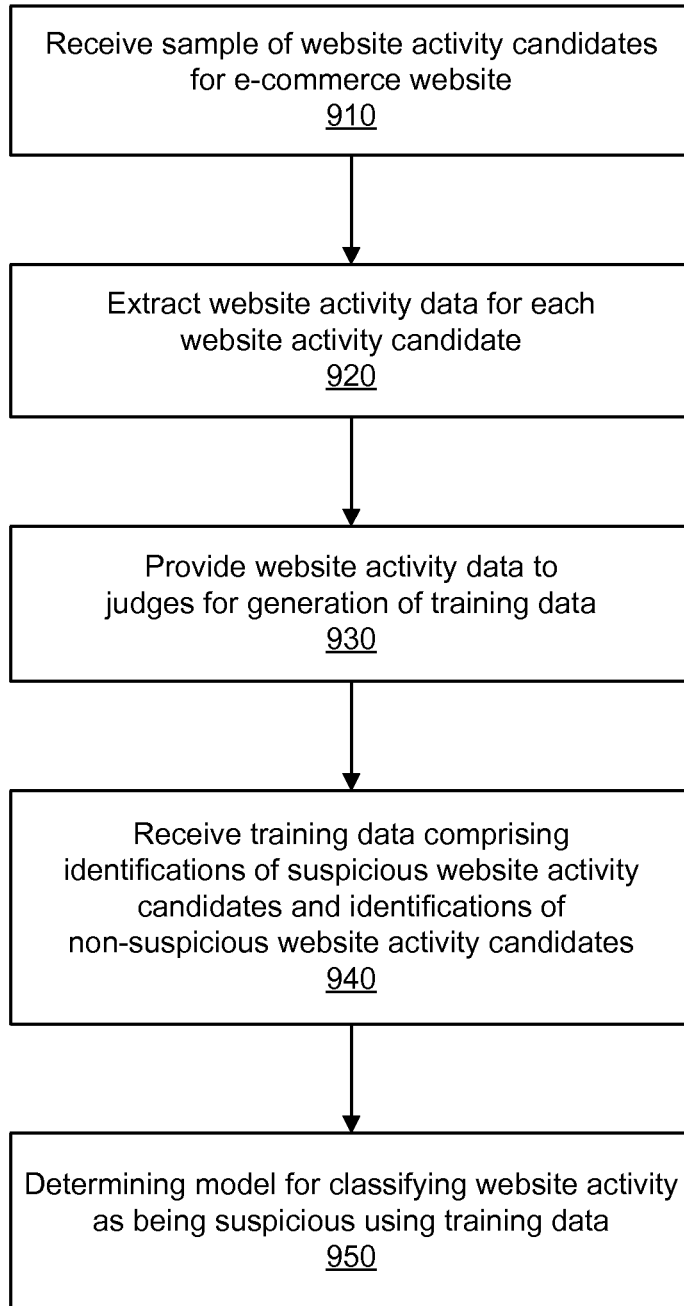 Receive sample of website activity candidates
for e-commerce website
910
Extract website activity data for each
website activity candidate
920
Provide website activity data to
judges for generation of training data
930
Receive training data comprising
identifications of suspicious website activity
candidates and identifications of
non-suspicious website activity candidates
940
Determining model for classifying website activity
as being suspicious using training data
950